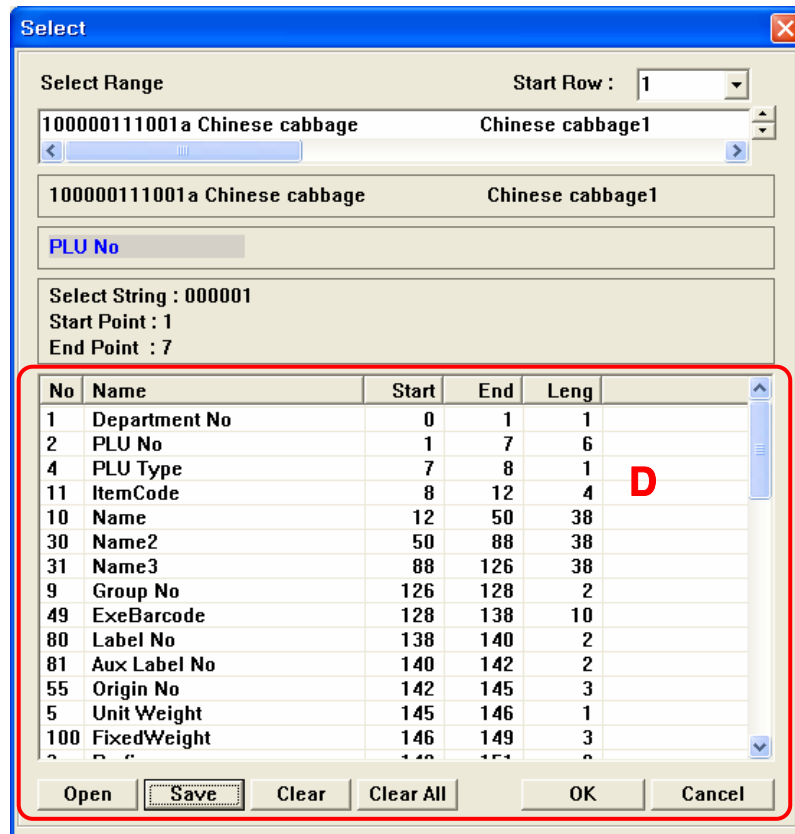 Select
Select Range Start Row : 1
100000111001a Chinese cabbage Chinese cabbage1
100000111001a Chinese cabbage Chinese cabbage1
PLU No
Select String : 000001
Start Point : 1
End Point : 7
No Name Start End Leng
1 Department No 0 1 1
2 PLU No 1 7 6
4 PLU Type 7 8 1
11 ItemCode 8 12 4
10 Name 12 50 38
30 Name2 50 88 38
31 Name3 88 126 38
9 Group No 126 128 2
49 ExeBarcode 128 138 10
80 Label No 138 140 2
81 Aux Label No 140 142 2
55 Origin No 142 145 3
5 Unit Weight 145 146 1
100 FixedWeight 146 149 3
D
Open Save Clear Clear All OK Cancel